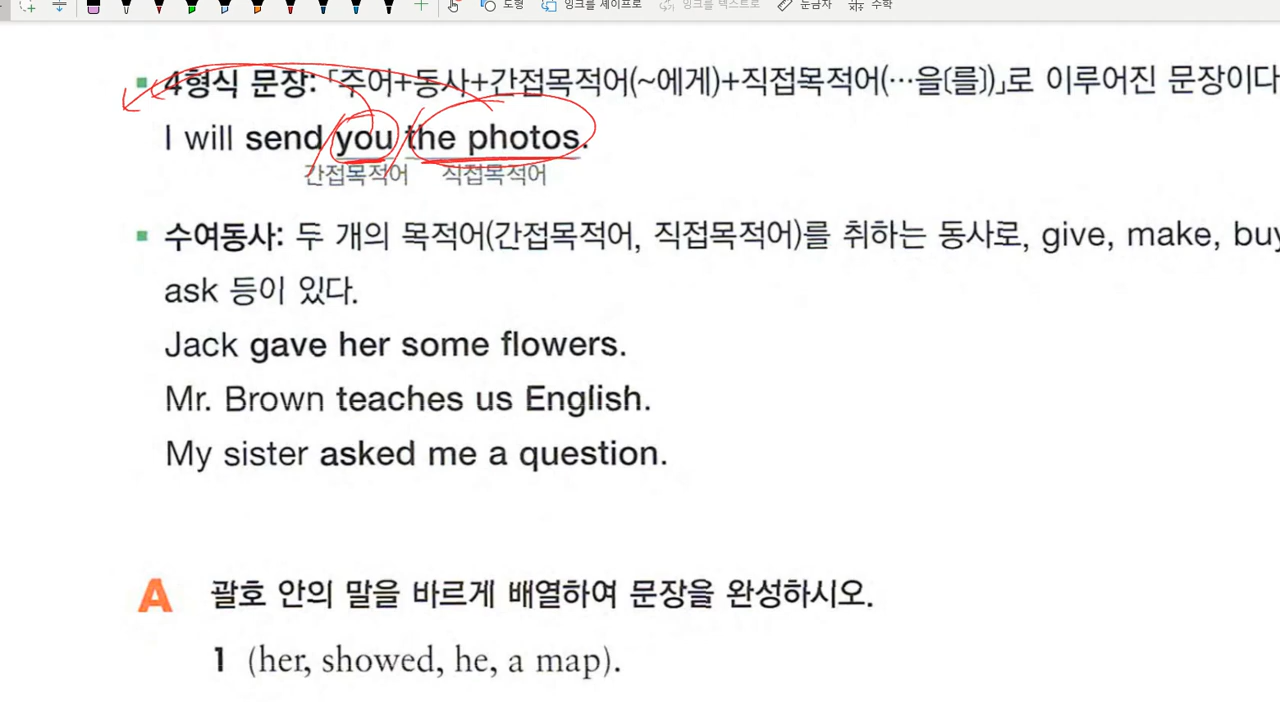 도형
잉크를 셰이프로
잉크를 텍스트로
눈금자
수학
4형식 문장: 「주어+동사+간접목적어(~에게)+직접목적어(…을(를))」로 이루어진 문장이다
I will send you the photos.
간접목적어 직접목적어
수여동사: 두 개의 목적어(간접목적어, 직접목적어)를 취하는 동사로, give, make, buy
ask 등이 있다.
Jack gave her some flowers.
Mr. Brown teaches us English.
My sister asked me a question.
A 괄호 안의 말을 바르게 배열하여 문장을 완성하시오.
1 (her, showed, he, a map).